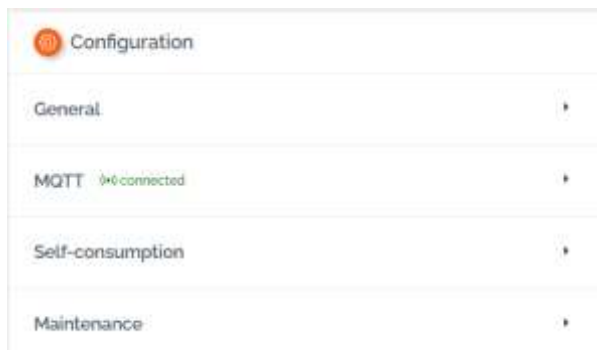 Configuration
General
MQTT connected
Self-consumption
Maintenance